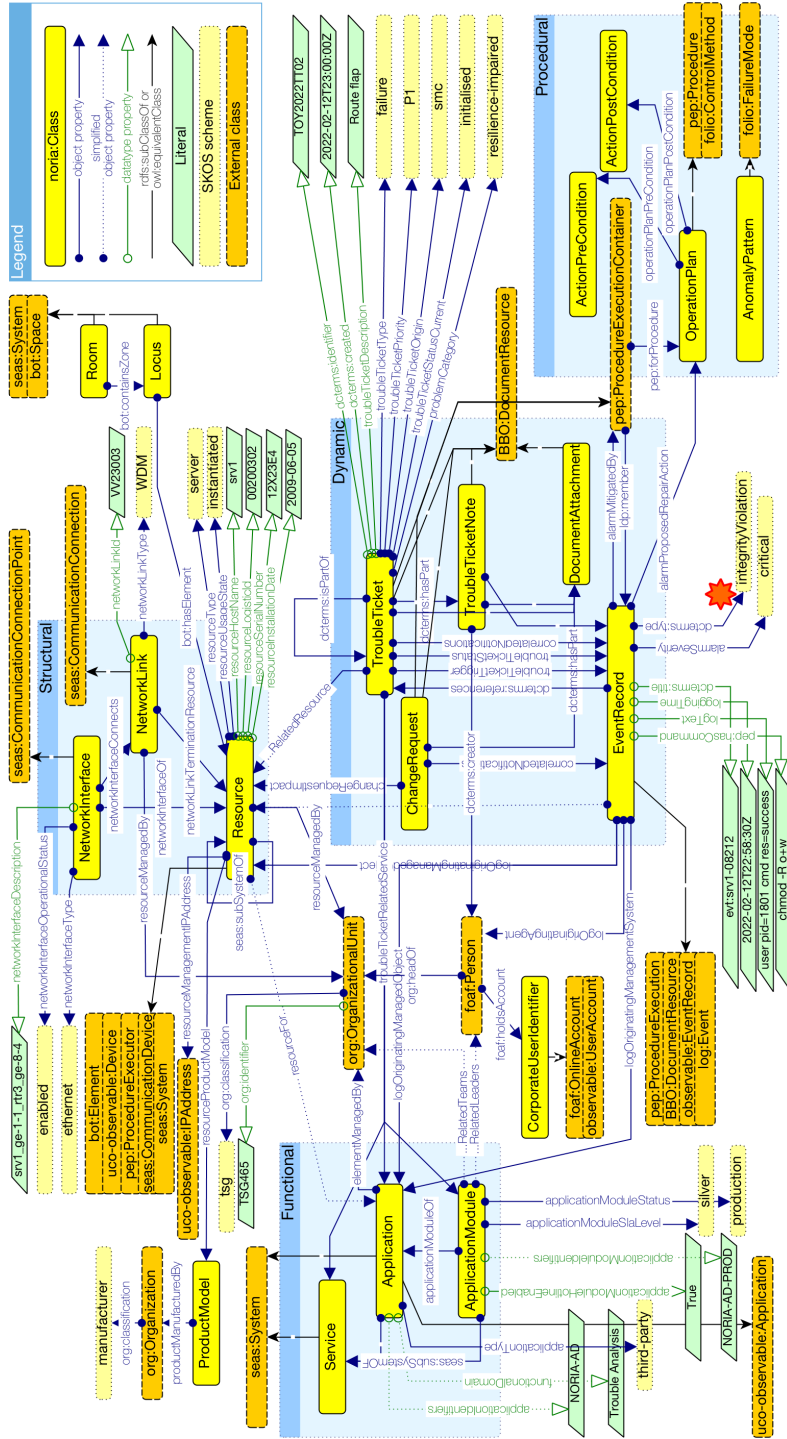 seas:System
Functional
Service
Application
ApplicationModule
seas:subSystemOF
applicationModuleOf
elementManagedBy
RelatedTeams
RelatedLeaders
applicationIdentifiers
functionalDomain
applicationType
applicationModuleHotlineEnabled
applicationModuleIdentifiers
applicationModuleSlaLevel
applicationModuleStatus
NORIA-AD
Trouble Analysis
third-party
True
NORIA-AD-PROD
silver
production
uco-observable:Application
manufacturer
org:classification
org:Organization
productManufacturedBy
ProductModel
resourceProductModel
srv1_ge-1-1_rtr3_ge-8-4
enabled
ethernet
bot:Element
uco-observable:Device
pep:ProcedureExecutor
seas:CommunicationDevice
seas:System
uco-observable:IPAddress
tsg
TSG465
org:classification
org:identifier
resourceFor
networkInterfaceDescription
networkInterfaceOperationalStatus
networkInterfaceType
resourceManagedBy
resourceManagementIPAddress
seas:subSystemOf
resourceManagedBy
org:OrganizationalUnit
troubleTicketRelatedService
logOriginatingManagedObject
org:headOf
foaf:Person
foaf:holdsAccount
CorporateUserIdentifier
foaf:OnlineAccount
observable:UserAccount
logOriginatingAgent
logOriginatingManagementSystem
pep:ProcedureExecution
BBO:DocumentResource
observable:EventRecord
log:Event
seas:CommunicationConnectionPoint
Structural
NetworkInterface
networkInterfaceConnects
networkInterfaceOf
NetworkLink
networkLinkTerminationResource
Resource
seas:CommunicationConnection
networkLinkId
networkLinkType
VV23003
WDM
bot:hasElement
resourceType
resourceUsageState
resourceHostName
resourceLogisticId
resourceSerialNumber
resourceInstallationDate
server
instantiated
srv1
00200302
12X23E4
2009-06-05
seas:System
bot:Space
Room
bot:containsZone
Locus
Legend
noria:Class
object property
simplified
object property
datatype property
rdfs:subClassOf or
owl:equivalentClass
Literal
SKOS scheme
External class
Dynamic
dcterms:isPartOf
TroubleTicket
RelatedResource
changeRequestImpact
ChangeRequest
dcterms:creator
dcterms:hasPart
TroubleTicketNote
dcterms:hasPart
DocumentAttachment
BBO:DocumentResource
correlatedNotifications
troubleTicketStatus
troubleTicketTrigger
dcterms:references
EventRecord
alarmMitigatedBy
ldp:member
alarmProposedRepairAction
dcterms:type
alarmSeverity
integrityViolation
critical
dcterms:title
loggingTime
logText
pep:hasCommand
evt:srv1-08212
2022-02-12T22:58:30Z
user pid=1801 cmd res=success
chmod -R o+w
dcterms:identifier
dcterms:created
troubleTicketDescription
troubleTicketType
troubleTicketPriority
troubleTicketOrigin
troubleTicketStatusCurrent
problemCategory
TOY2022TT02
2022-02-12T23:00:00Z
Route flap
failure
P1
smc
initialised
resilience-impaired
pep:ProcedureExecutionContainer
pep:forProcedure
Procedural
ActionPreCondition
ActionPostCondition
operationPlanPreCondition
operationPlanPostCondition
OperationPlan
pep:Procedure
folio:ControlMethod
AnomalyPattern
folio:FailureMode